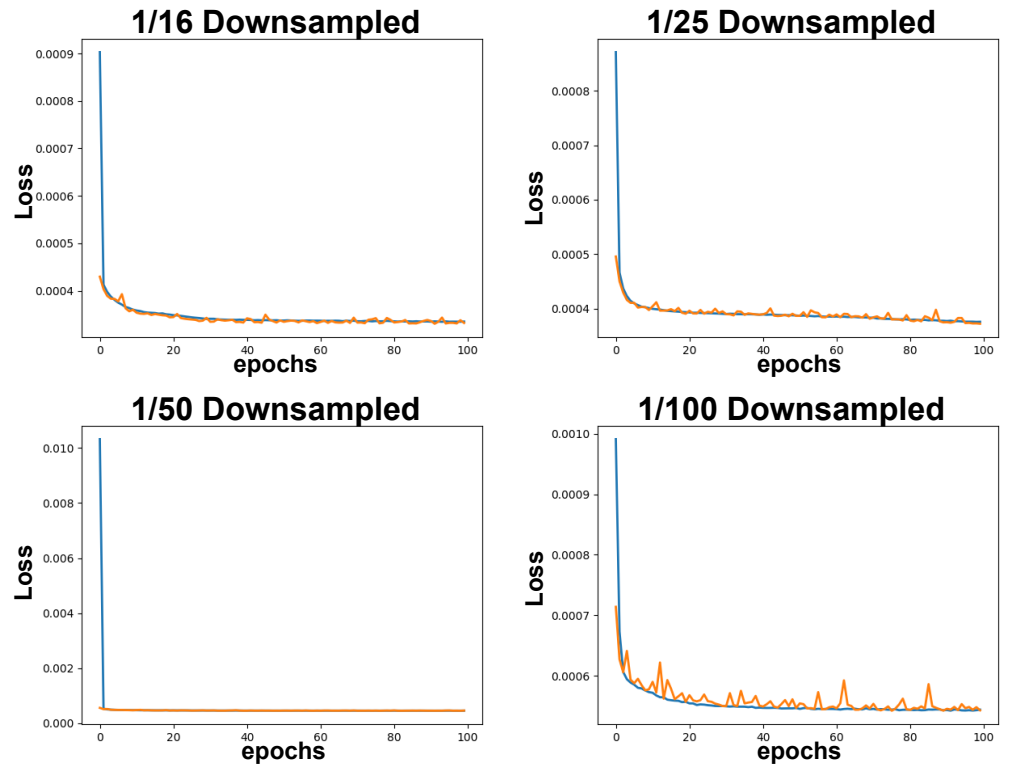 1/16 Downsampled
0.0009
0.0008
0.0007
0.0006
0.0005
0.0004
Loss
0 20 40 60 80 100
epochs
1/25 Downsampled
0.0008
0.0007
0.0006
0.0005
0.0004
Loss
0 20 40 60 80 100
epochs
1/50 Downsampled
0.010
0.008
0.006
0.004
0.002
0.000
Loss
0 20 40 60 80 100
epochs
1/100 Downsampled
0.0010
0.0009
0.0008
0.0007
0.0006
Loss
0 20 40 60 80 100
epochs